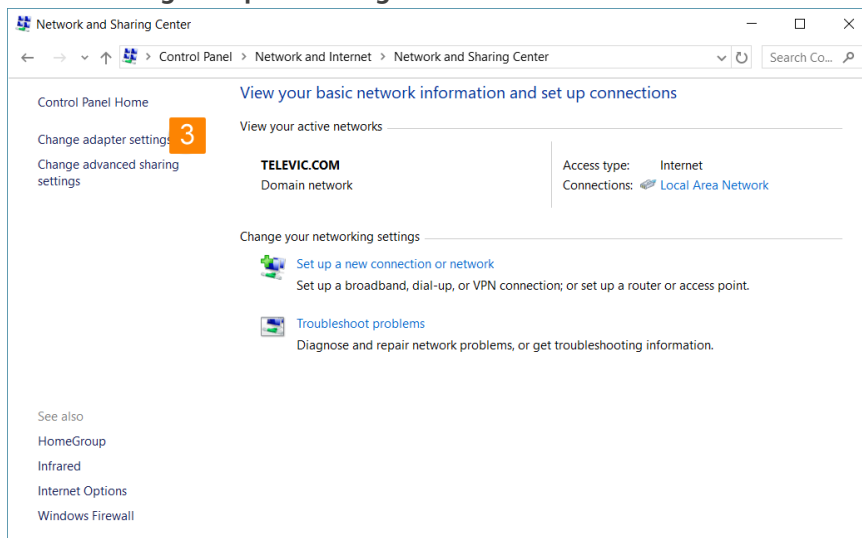 Network and Sharing Center
Control Panel > Network and Internet > Network and Sharing Center
Search Co...
Control Panel Home
Change adapter settings
3
Change advanced sharing
settings
View your basic network information and set up connections
View your active networks
TELEVIC.COM
Domain network
Access type: Internet
Connections: Local Area Network
Change your networking settings
Set up a new connection or network
Set up a broadband, dial-up, or VPN connection; or set up a router or access point.
Troubleshoot problems
Diagnose and repair network problems, or get troubleshooting information.
See also
HomeGroup
Infrared
Internet Options
Windows Firewall